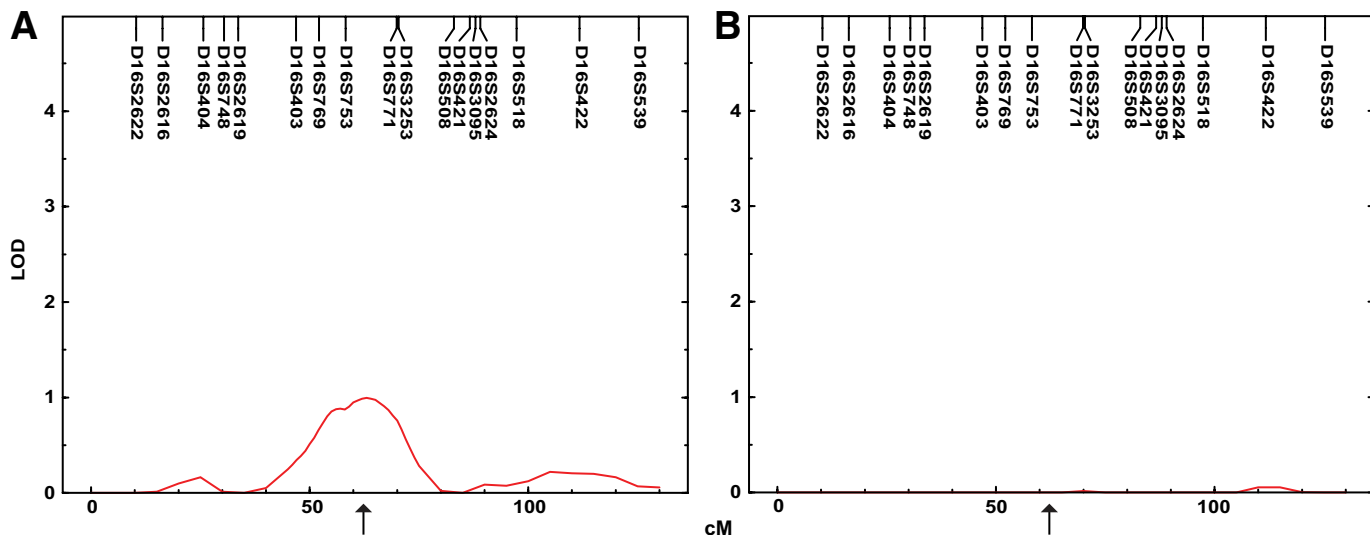 A
D16S2622
D16S2616
D16S404
D16S748
D16S2619
D16S403
D16S769
D16S753
D16S771
D16S3253
D16S508
D16S421
D16S3095
D16S2624
D16S518
D16S422
D16S539
4
3
2
1
0
LOD
0
50
100
cM
B
D16S2622
D16S2616
D16S404
D16S748
D16S2619
D16S403
D16S769
D16S753
D16S771
D16S3253
D16S508
D16S421
D16S3095
D16S2624
D16S518
D16S422
D16S539
4
3
2
1
0
0
50
100